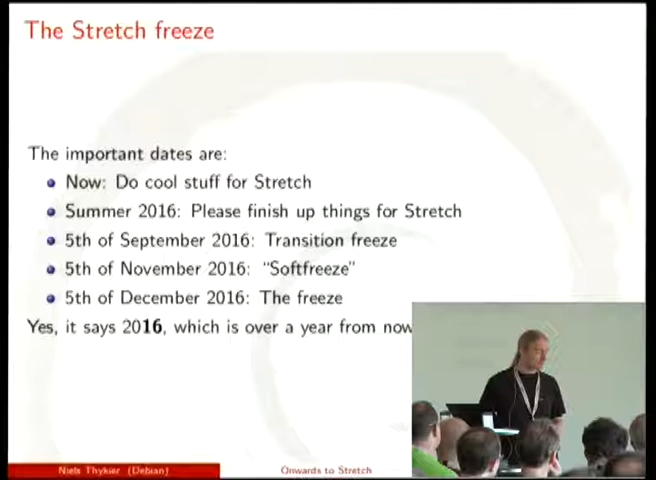 The Stretch freeze
The important dates are:
Now: Do cool stuff for Stretch
Summer 2016: Please finish up things for Stretch
5th of September 2016: Transition freeze
5th of November 2016: “Softfreeze”
5th of December 2016: The freeze
Yes, it says 2016, which is over a year from now
Niels Thykier (Debian)
Onwards to Stretch